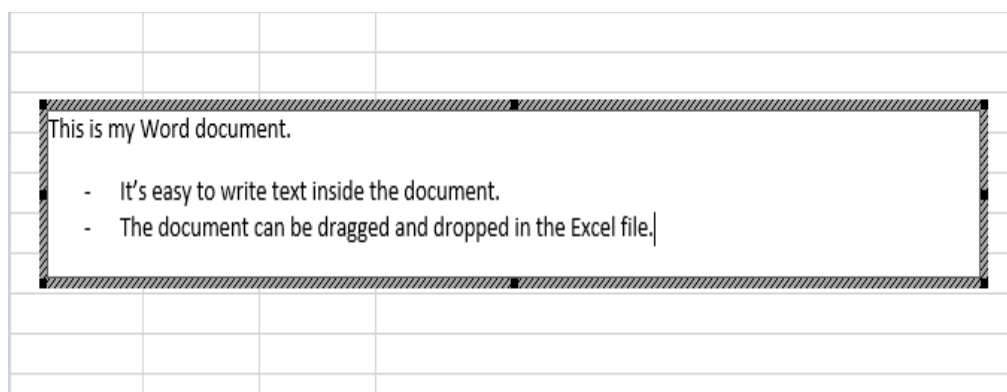 This is my Word document.
- It’s easy to write text inside the document.
- The document can be dragged and dropped in the Excel file.